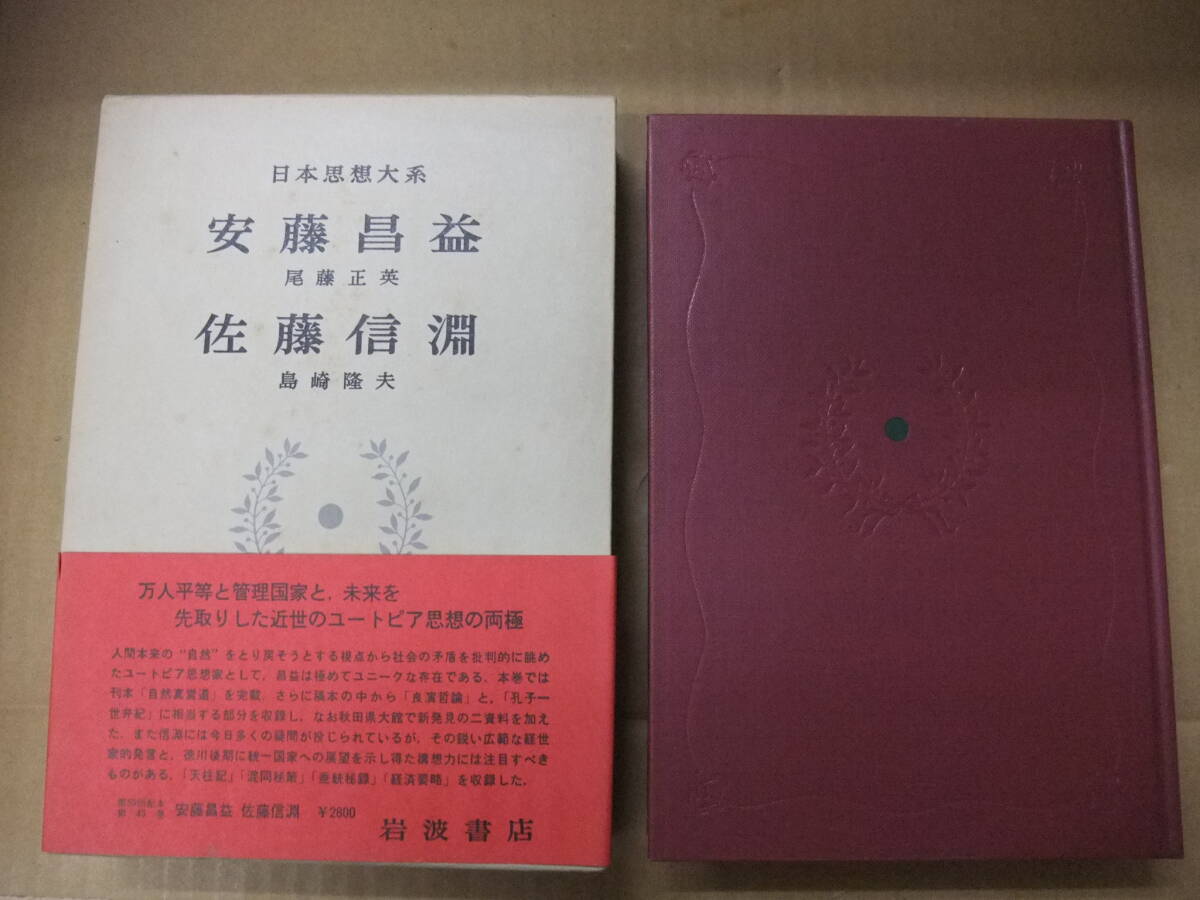 日本思想大系
安藤昌益
尾藤正英
佐藤信淵
島崎隆夫
万人平等と管理国家と，未来を
先取りした近世のユートピア思想の両極
人間本来の“自然”をとり戻そうとする視点から社会の矛盾を批判的に眺め
たユートピア思想家として，昌益は極めてユニークな存在である．本巻では
刊本「自然真営道」を完載，さらに稿本の中から「良演哲論」と，「孔子一
世弁紀」に相当する部分を収録し，なお秋田県大館で新発見の二資料を加え
た．また信淵には今日多くの疑問が投じられているが，その鋭い広範な経世
家的発言と，徳川後期に統一国家への展望を示し得た構想力には注目すべき
ものがある．「天柱記」「混同秘策」「垂統秘録」「経済要略」を収録した．
安藤昌益 佐藤信淵 ￥2800
岩波書店